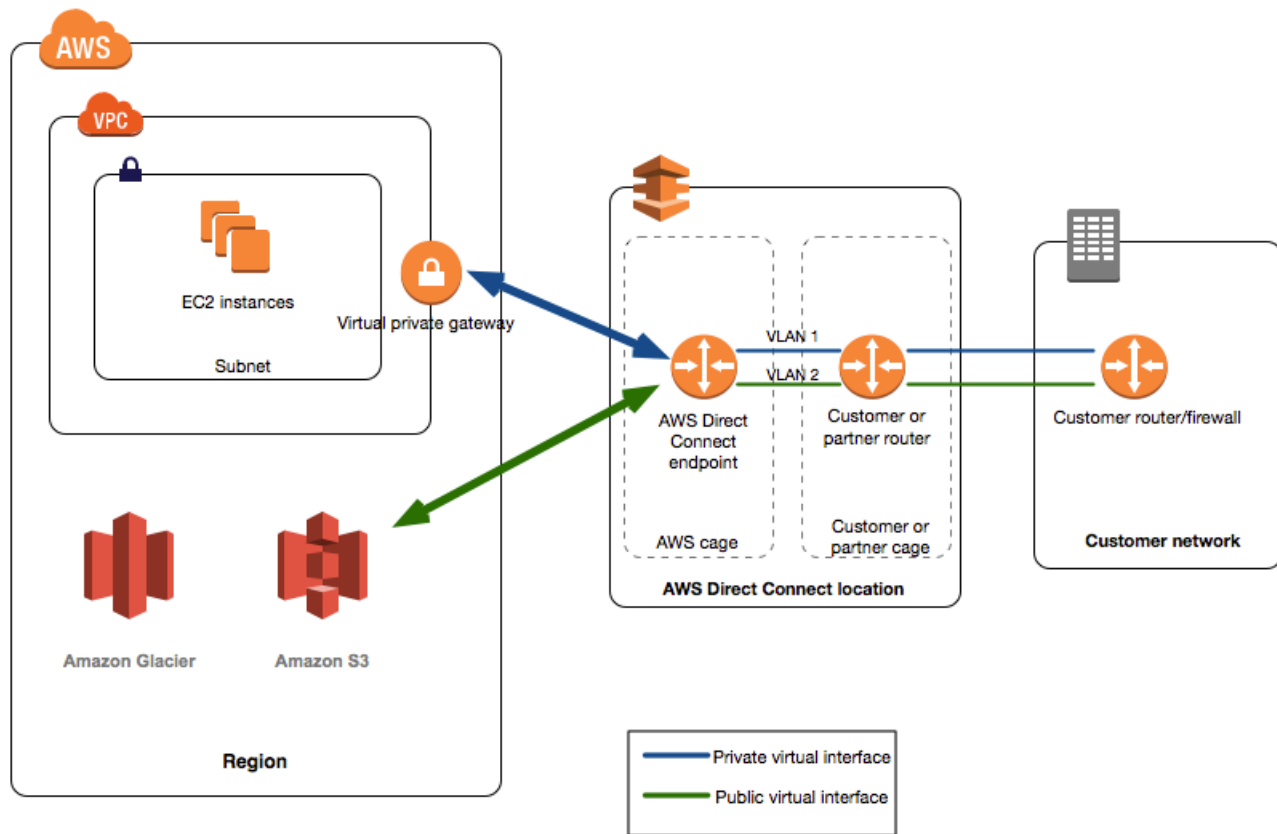 AWS
VPC
EC2 instances
Subnet
Virtual private gateway
Amazon Glacier
Amazon S3
Region
VLAN 1
VLAN 2
AWS Direct
Connect
endpoint
Customer or
partner router
AWS cage
Customer or
partner cage
AWS Direct Connect location
Customer router/firewall
Customer network
Private virtual interface
Public virtual interface